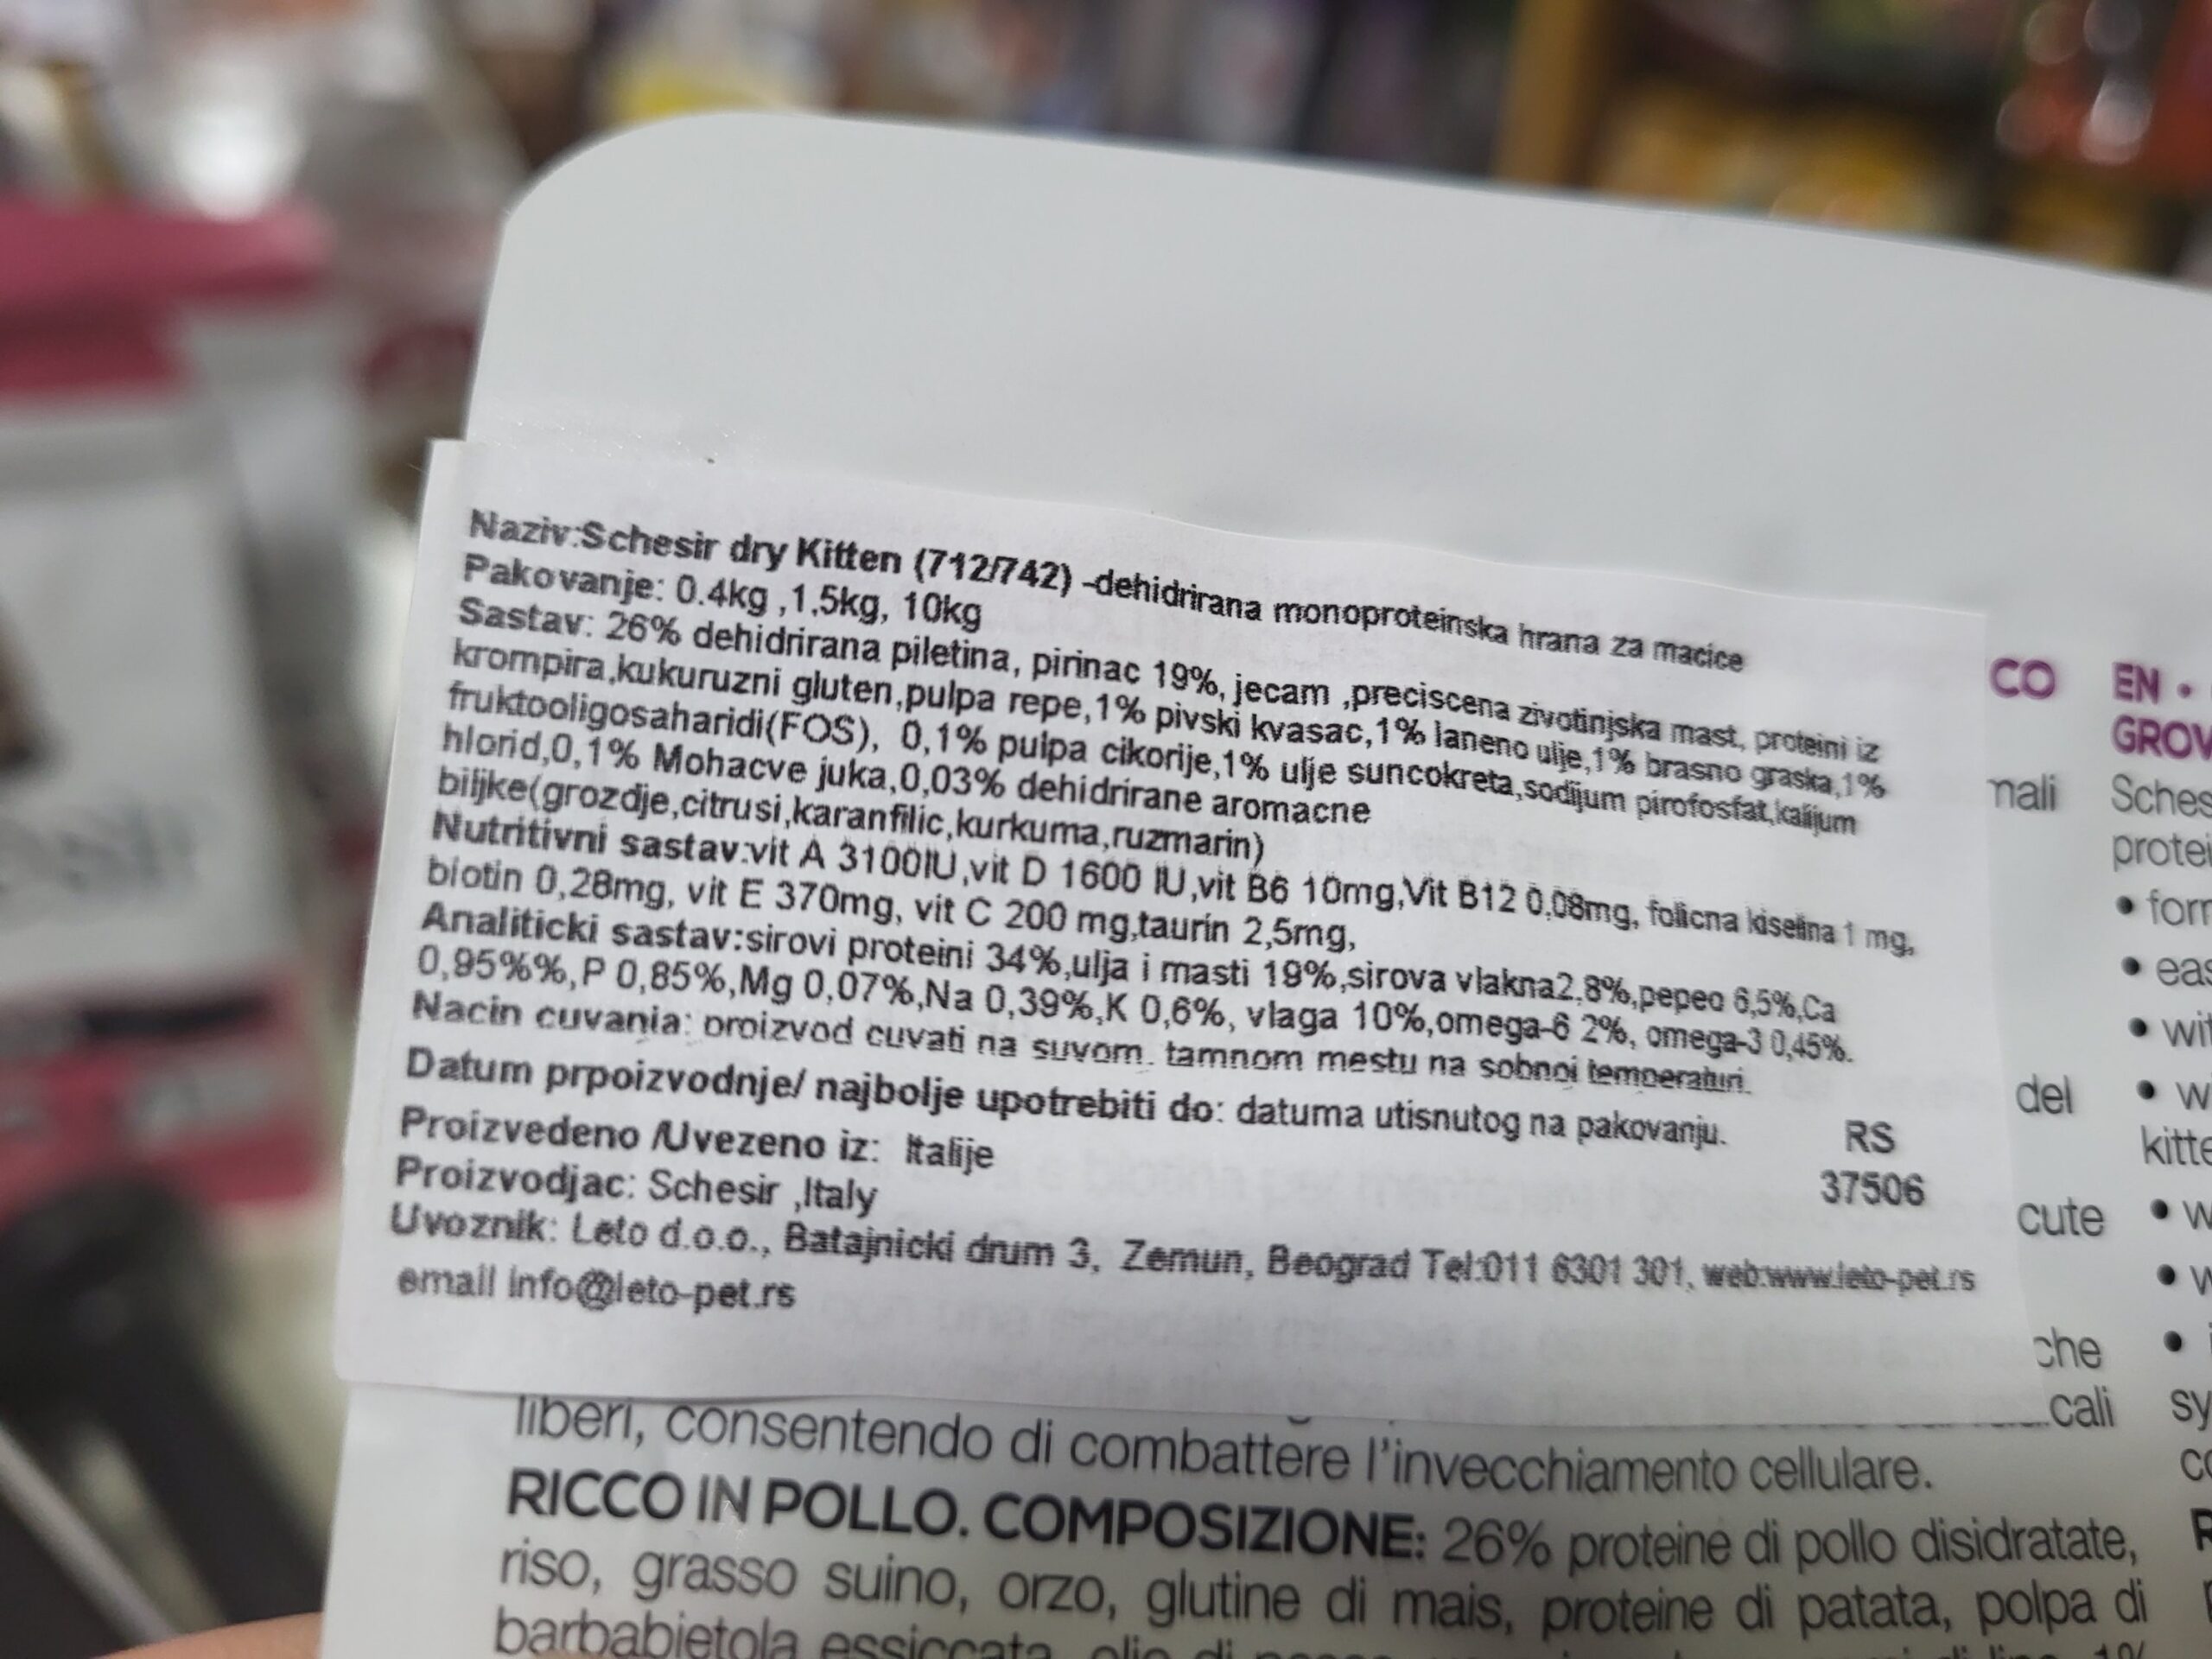 Naziv:Schesir dry Kitten (712/742) -dehidrirana monoproteinska hrana za macice
Pakovanje: 0.4kg ,1,5kg, 10kg
Sastav: 26% dehidrirana piletina, pirinac 19%, jecam ,preciscena zivotinjska mast, proteini iz
krompira,kukuruzni gluten,pulpa repe,1% pivski kvasac,1% laneno ulje,1% brasno graska,1%
fruktooligosaharidi(FOS), 0,1% pulpa cikorije,1% ulje suncokreta,sodijum pirofosfat,kalijum
hlorid,0,1% Mohacve juka,0,03% dehidrirane aromacne
biljke(grozdje,citrusi,karanfilic,kurkuma,ruzmarin)
Nutritivni sastav:vit A 3100IU,vit D 1600 IU,vit B6 10mg,Vit B12 0,08mg, folicna kiselina 1 mg,
biotin 0,28mg, vit E 370mg, vit C 200 mg,taurin 2,5mg,
Analiticki sastav:sirovi proteini 34%,ulja i masti 19%,sirova vlakna2,8%,pepeo 6,5%,Ca
0,95%%,P 0,85%,Mg 0,07%,Na 0,39%,K 0,6%, vlaga 10%,omega-6 2%, omega-3 0,45%.
Nacin cuvanja: proizvod cuvati na suvom, tamnom mestu na sobnoj temperaturi.
Datum prpoizvodnje/ najbolje upotrebiti do: datuma utisnutog na pakovanju.
Proizvedeno /Uvezeno iz: Italije
RS
Proizvodjac: Schesir ,Italy
37506
Uvoznik: Leto d.o.o., Batajnicki drum 3, Zemun, Beograd Tel:011 6301 301, web:www.leto-pet.rs
email info@leto-pet.rs
liberi, consentendo di combattere l'invecchiamento cellulare.
RICCO IN POLLO. COMPOSIZIONE: 26% proteine di pollo disidratate,
riso, grasso suino, orzo, glutine di mais, proteine di patata, polpa di
barbabietola essiccata, olio di
CO
mali
del
cute
che
cali
EN •
GROW
Sches
protei
• form
• eas
• wit
• wi
kitte
• w
• w
• i
sy
co